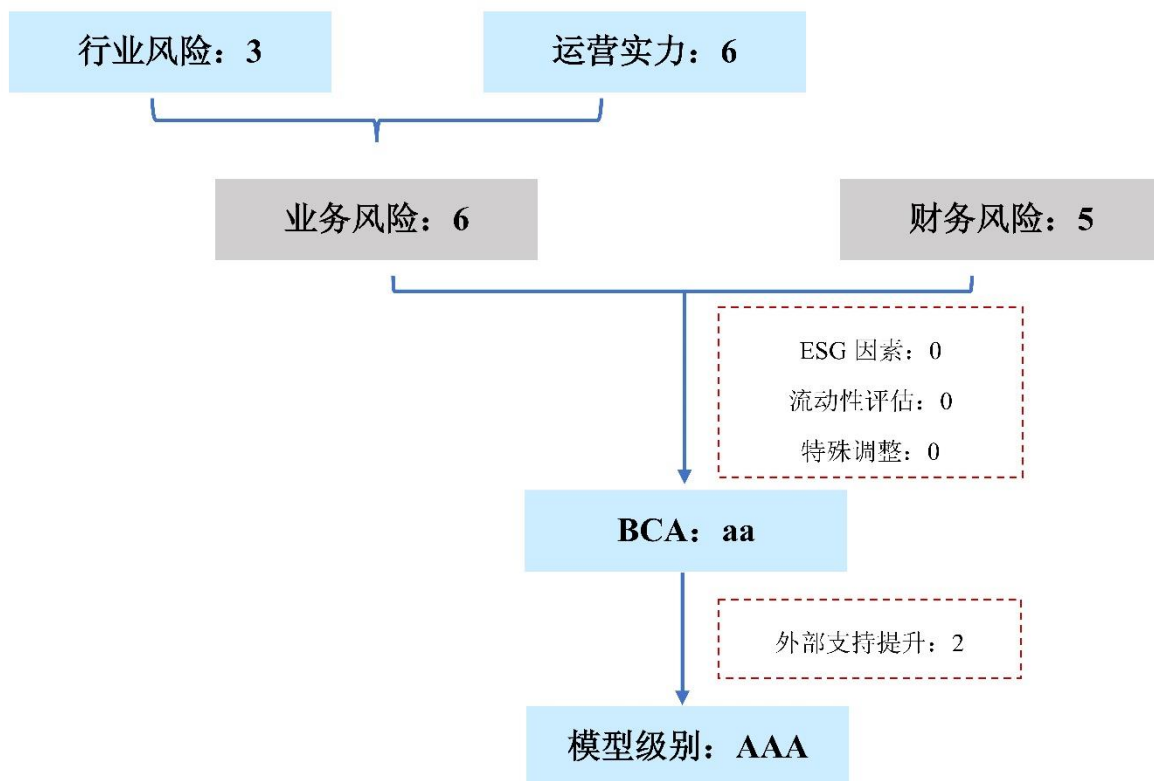 行业风险：3
运营实力：6
业务风险：6
财务风险：5
ESG 因素：0
流动性评估：0
特殊调整：0
BCA：aa
外部支持提升：2
模型级别：AAA